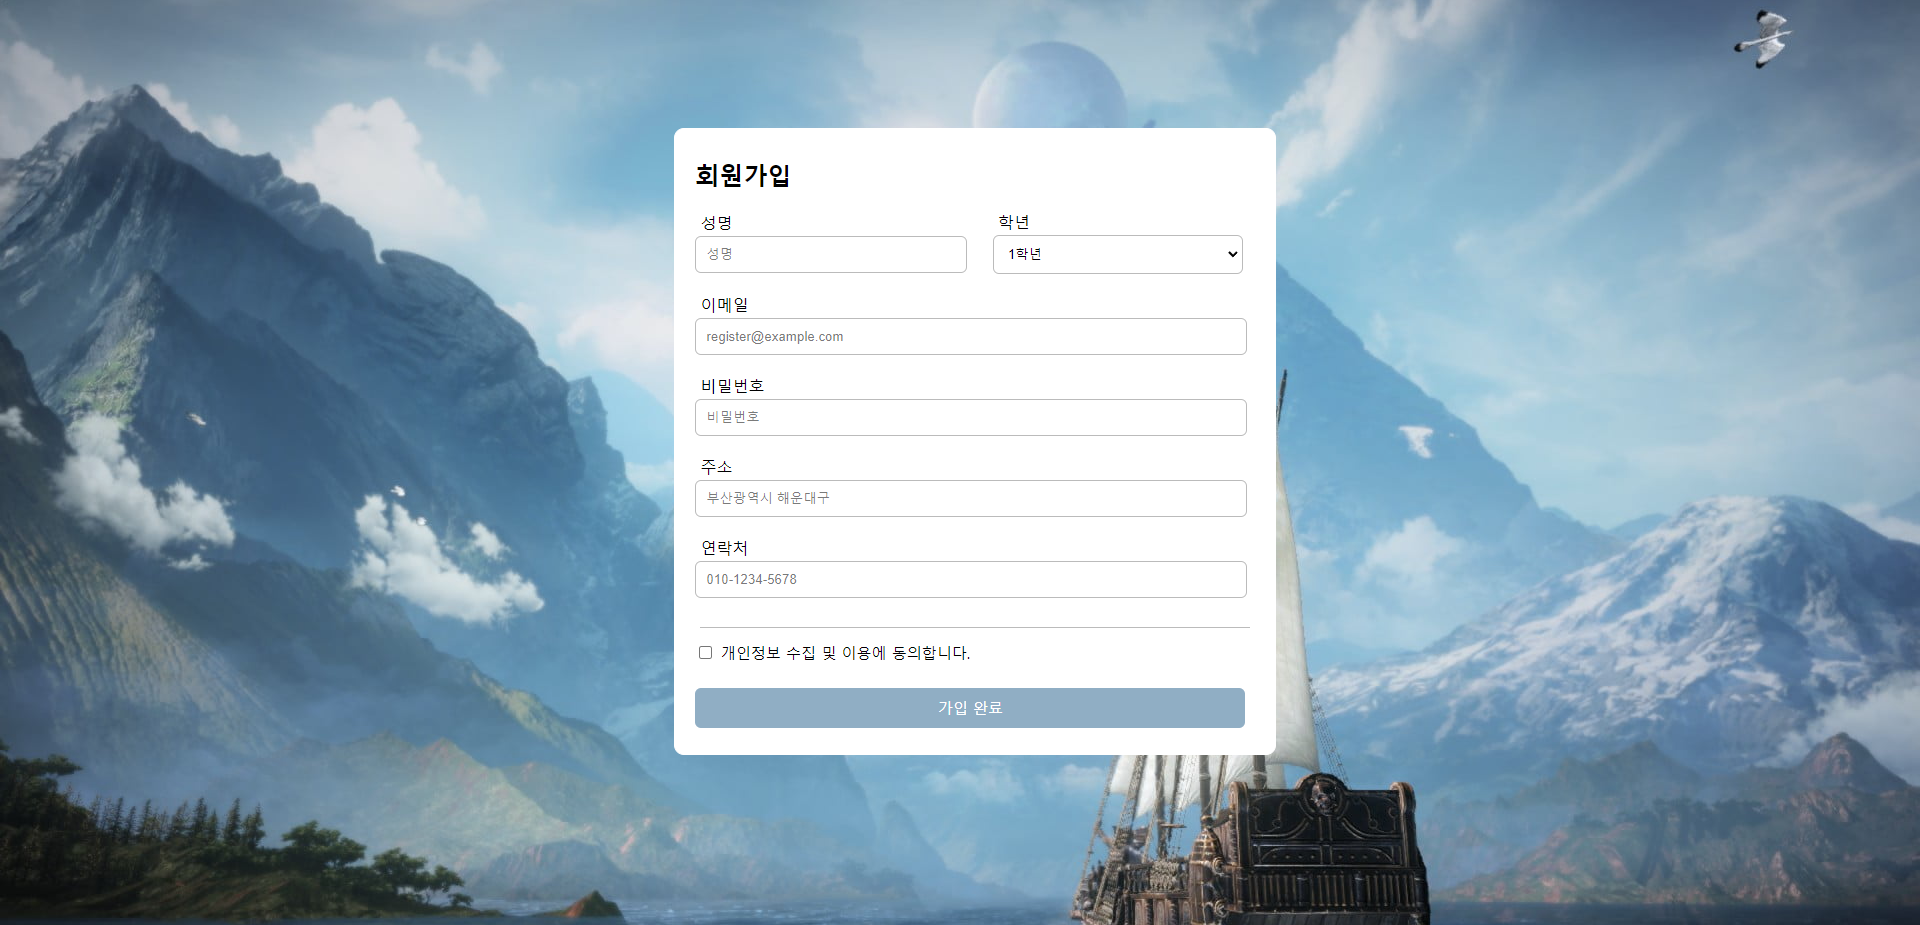 회원가입
성명 학년
성명 1학년
이메일
register@example.com
비밀번호
비밀번호
주소
부산광역시 해운대구
연락처
010-1234-5678
개인정보 수집 및 이용에 동의합니다.
가입 완료